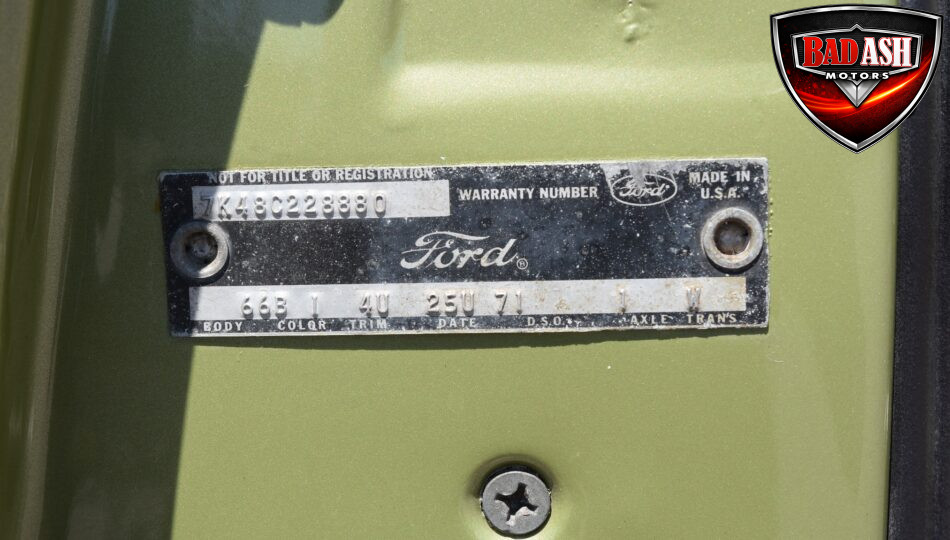 BAD ASH
MOTORS
NOT FOR TITLE OR REGISTRATION
7K48C228880
WARRANTY NUMBER
Ford
MADE IN
U.S.A.
Ford®
66B I 4U 25U 71 1 W
BODY COLOR TRIM DATE D.S.O. AXLE TRANS